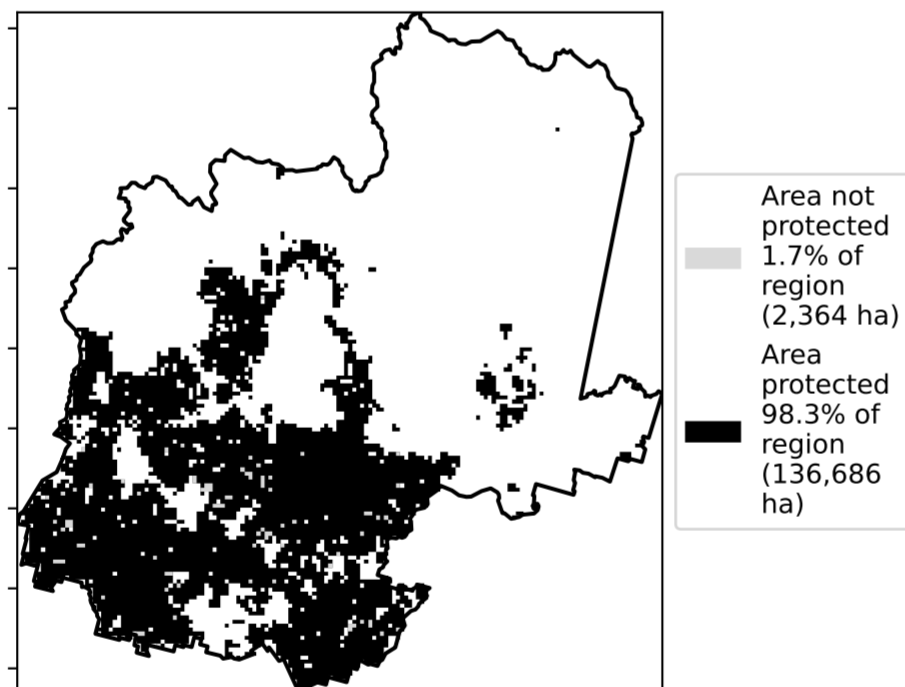 Area not
protected
1.7% of
region
(2,364 ha)
Area
protected
98.3% of
region
(136,686
ha)